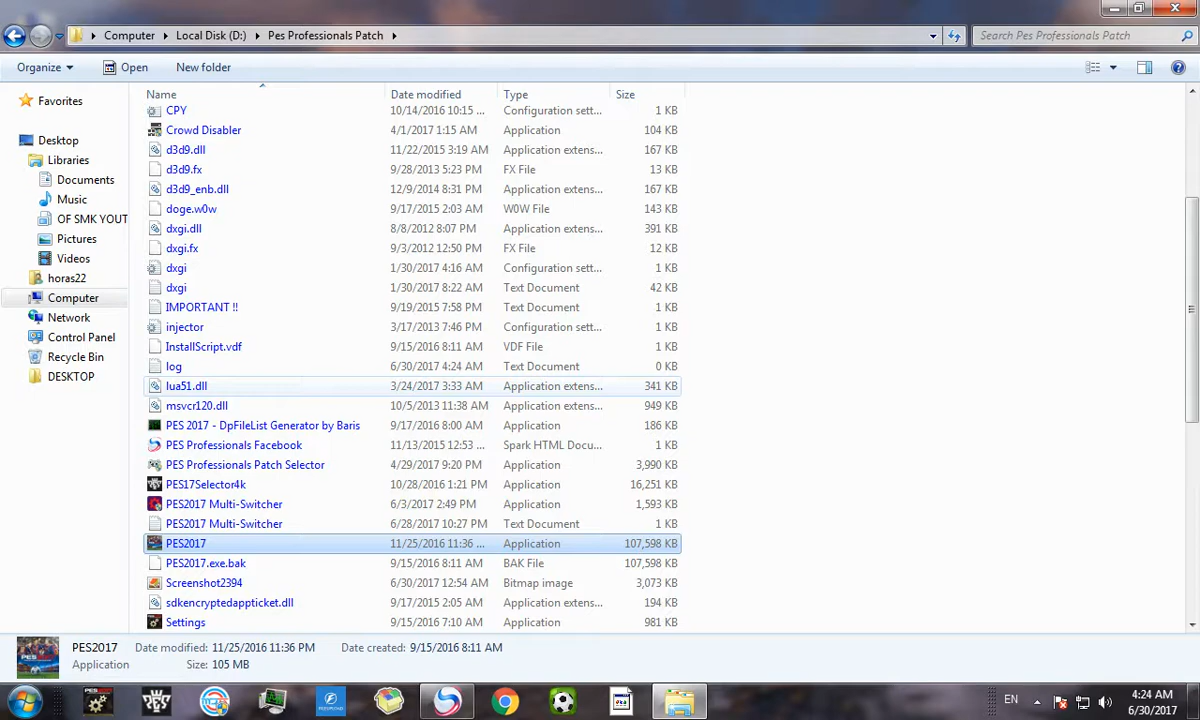 Computer Local Disk (D:) Pes Professionals Patch Search Pes Professionals Patch
Organize Open New folder
Favorites
Desktop
Libraries
Documents
Music
OF SMK YOUT
Pictures
Videos
horas22
Computer
Network
Control Panel
Recycle Bin
DESKTOP
Name Date modified Type Size
CPY 10/14/2016 10:15 ... Configuration sett... 1 KB
Crowd Disabler 4/1/2017 1:15 AM Application 104 KB
d3d9.dll 11/22/2015 3:19 AM Application extens... 167 KB
d3d9.fx 9/28/2013 5:23 PM FX File 13 KB
d3d9_enb.dll 12/9/2014 8:31 PM Application extens... 167 KB
doge.w0w 9/17/2015 2:03 AM W0W File 143 KB
dxgi.dll 8/8/2012 8:07 PM Application extens... 391 KB
dxgi.fx 9/3/2012 12:50 PM FX File 12 KB
dxgi 1/30/2017 4:16 AM Configuration sett... 1 KB
dxgi 1/30/2017 8:22 AM Text Document 42 KB
IMPORTANT !! 9/19/2015 7:58 PM Text Document 1 KB
injector 3/17/2013 7:46 PM Configuration sett... 1 KB
InstallScript.vdf 9/15/2016 8:11 AM VDF File 1 KB
log 6/30/2017 4:24 AM Text Document 0 KB
lua51.dll 3/24/2017 3:33 AM Application extens... 341 KB
msvcr120.dll 10/5/2013 11:38 AM Application extens... 949 KB
PES 2017 - DpFileList Generator by Baris 9/17/2016 8:00 AM Application 186 KB
PES Professionals Facebook 11/13/2015 12:53 ... Spark HTML Docu... 1 KB
PES Professionals Patch Selector 4/29/2017 9:20 PM Application 3,990 KB
PES17Selector4k 10/28/2016 1:21 PM Application 16,251 KB
PES2017 Multi-Switcher 6/3/2017 2:49 PM Application 1,593 KB
PES2017 Multi-Switcher 6/28/2017 10:27 PM Text Document 1 KB
PES2017 11/25/2016 11:36 ... Application 107,598 KB
PES2017.exe.bak 9/15/2016 8:11 AM BAK File 107,598 KB
Screenshot2394 6/30/2017 12:54 AM Bitmap image 3,073 KB
sdkencryptedappticket.dll 9/17/2015 2:05 AM Application extens... 194 KB
Settings 9/15/2016 7:10 AM Application 981 KB
PES2017 Date modified: 11/25/2016 11:36 PM Date created: 9/15/2016 8:11 AM
Application Size: 105 MB
EN 4:24 AM
6/30/2017